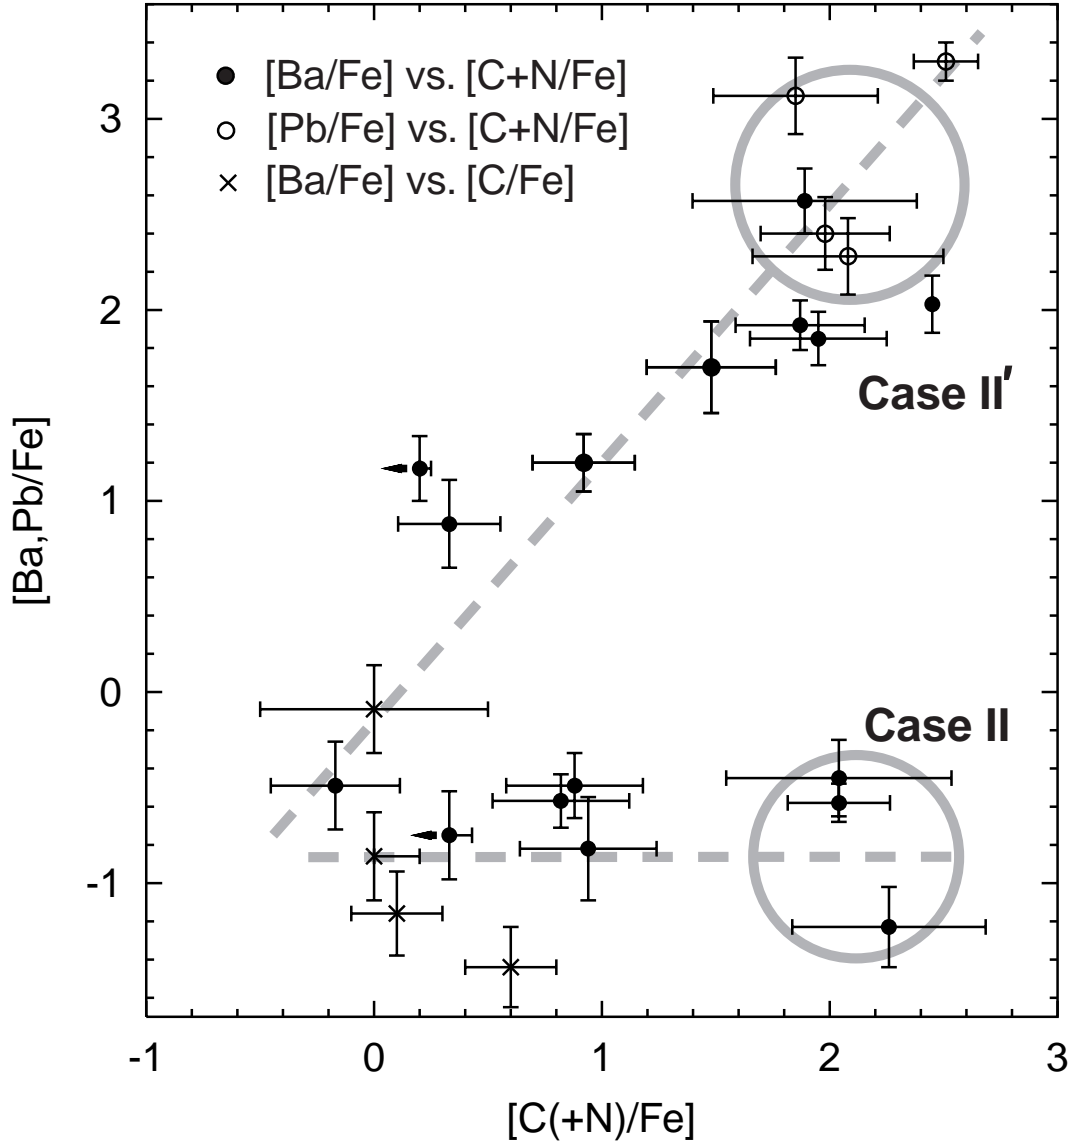 [Ba/Fe] vs. [C+N/Fe]
[Pb/Fe] vs. [C+N/Fe]
[Ba/Fe] vs. [C/Fe]
3
2
1
0
-1
[Ba,Pb/Fe]
Case II′
Case II
-1 0 1 2 3
[C(+N)/Fe]